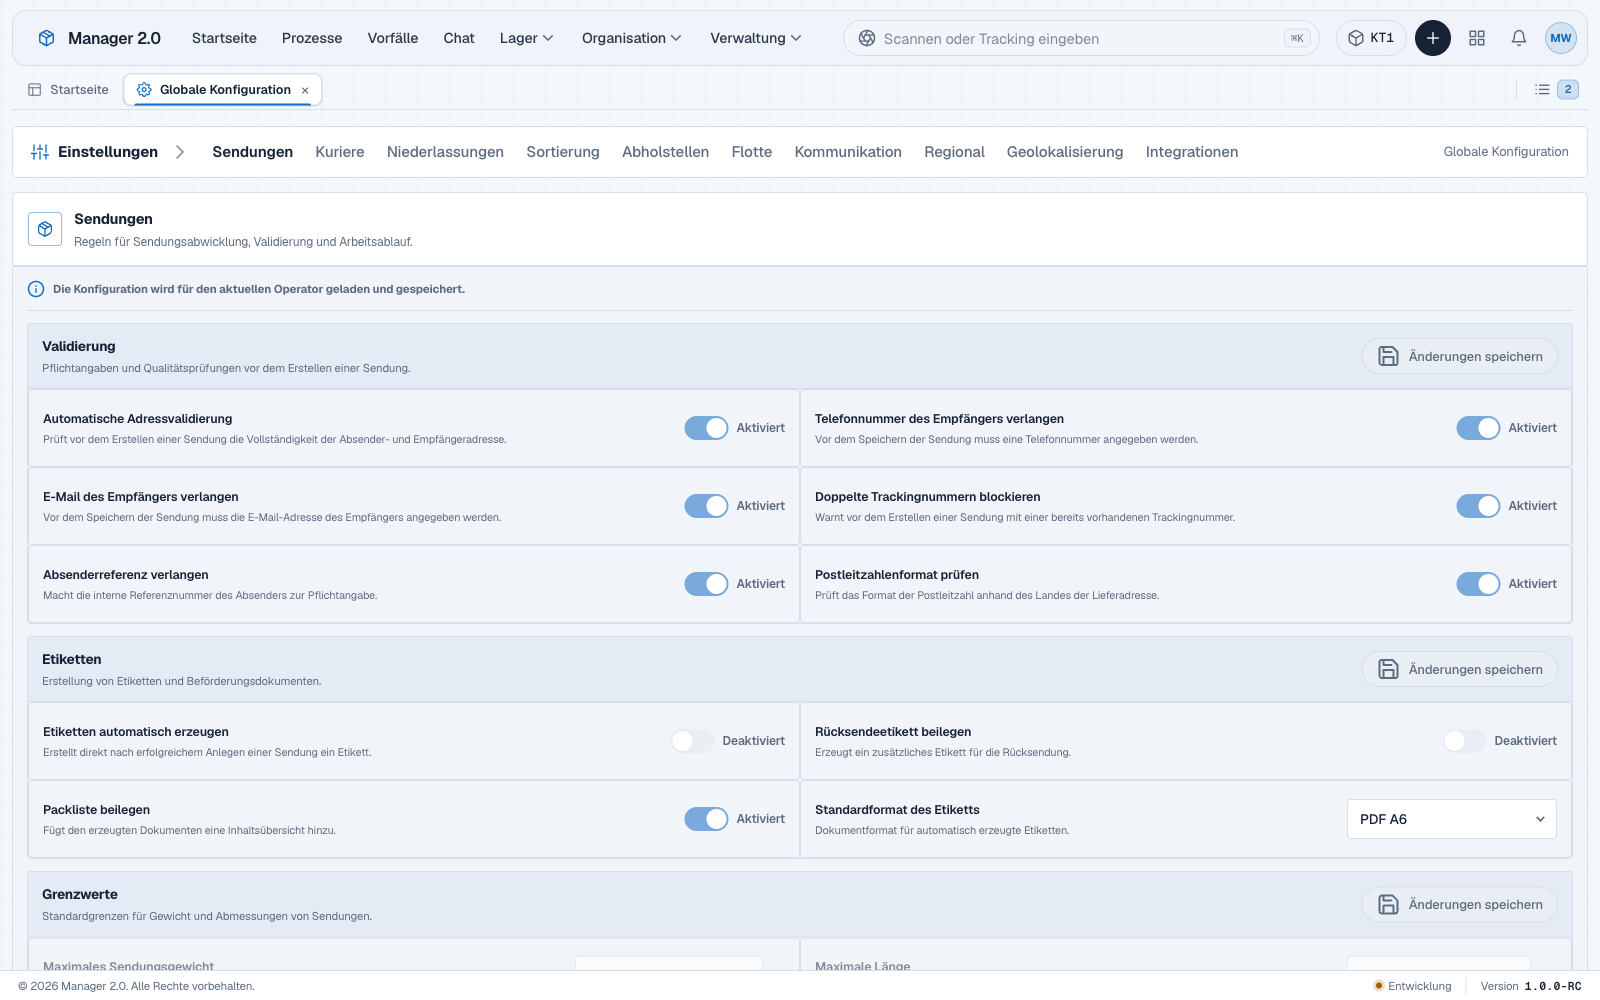 Manager 2.0
Startseite
Prozesse
Vorfälle
Chat
Lager
Organisation
Verwaltung
Scannen oder Tracking eingeben
⌘K
KT1
MW
Startseite
Globale Konfiguration ×
2
Einstellungen
Sendungen
Kuriere
Niederlassungen
Sortierung
Abholstellen
Flotte
Kommunikation
Regional
Geolokalisierung
Integrationen
Globale Konfiguration
Sendungen
Regeln für Sendungsabwicklung, Validierung und Arbeitsablauf.
Die Konfiguration wird für den aktuellen Operator geladen und gespeichert.
Validierung
Pflichtangaben und Qualitätsprüfungen vor dem Erstellen einer Sendung.
Änderungen speichern
Automatische Adressvalidierung
Prüft vor dem Erstellen einer Sendung die Vollständigkeit der Absender- und Empfängeradresse.
Aktiviert
Telefonnummer des Empfängers verlangen
Vor dem Speichern der Sendung muss eine Telefonnummer angegeben werden.
Aktiviert
E-Mail des Empfängers verlangen
Vor dem Speichern der Sendung muss die E-Mail-Adresse des Empfängers angegeben werden.
Aktiviert
Doppelte Trackingnummern blockieren
Warnt vor dem Erstellen einer Sendung mit einer bereits vorhandenen Trackingnummer.
Aktiviert
Absenderreferenz verlangen
Macht die interne Referenznummer des Absenders zur Pflichtangabe.
Aktiviert
Postleitzahlenformat prüfen
Prüft das Format der Postleitzahl anhand des Landes der Lieferadresse.
Aktiviert
Etiketten
Erstellung von Etiketten und Beförderungsdokumenten.
Änderungen speichern
Etiketten automatisch erzeugen
Erstellt direkt nach erfolgreichem Anlegen einer Sendung ein Etikett.
Deaktiviert
Rücksendeetikett beilegen
Erzeugt ein zusätzliches Etikett für die Rücksendung.
Deaktiviert
Packliste beilegen
Fügt den erzeugten Dokumenten eine Inhaltsübersicht hinzu.
Aktiviert
Standardformat des Etiketts
Dokumentformat für automatisch erzeugte Etiketten.
PDF A6
Grenzwerte
Standardgrenzen für Gewicht und Abmessungen von Sendungen.
Änderungen speichern
Maximales Sendungsgewicht
Maximale Länge
© 2026 Manager 2.0. Alle Rechte vorbehalten.
Entwicklung
Version 1.0.0-RC